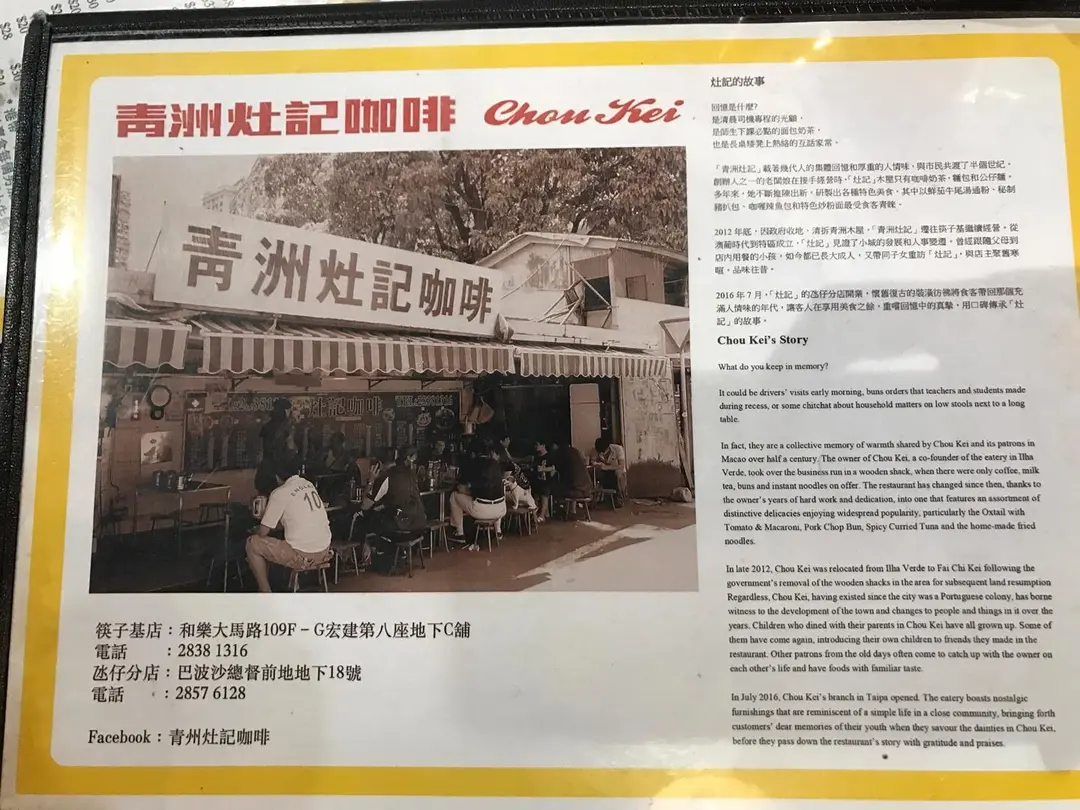 青洲灶記咖啡 Chou Kei
青洲灶記咖啡
灶記咖啡
ENGLAND
10
筷子基店：和樂大馬路109F－G宏建第八座地下C舖
電話　　：2838 1316
氹仔分店：巴波沙總督前地地下18號
電話　　：2857 6128
Facebook：青州灶記咖啡
灶記的故事
回憶是什麼?
是清晨司機專程的光顧，
是師生下課必點的面包奶茶，
也是長桌矮凳上熱絡的互話家常。
「青洲灶記」載著幾代人的集體回憶和厚重的人情味，與市民共渡了半個世紀。
創辦人之一的老闆娘在接手經營時，「灶記」木屋只有咖啡奶茶，麵包和公仔麵。
多年來，她不斷推陳出新，研製出各種特色美食，其中以鮮茄牛尾湯通粉、秘制
豬扒包、咖喱辣魚包和特色炒粉面最受食客青睞。
2012 年底，因政府收地，清拆青洲木屋，「青洲灶記」遷往筷子基繼續經營。從
澳葡時代到特區成立，「灶記」見證了小城的發展和人事變遷。曾經跟隨父母到
店內用餐的小孩，如今都已長大成人，又帶同子女重訪「灶記」，與店主聚舊寒
暄，品味往昔。
2016 年 7 月，「灶記」的氹仔分店開業，懷舊復古的裝潢彷彿將食客帶回那個充
滿人情味的年代，讓客人在享用美食之餘，重嚐回憶中的真摯，用口碑傳承「灶
記」的故事。
Chou Kei's Story
What do you keep in memory?
It could be drivers' visits early morning, buns orders that teachers and students made
during recess, or some chitchat about household matters on low stools next to a long
table.
In fact, they are a collective memory of warmth shared by Chou Kei and its patrons in
Macao over half a century. The owner of Chou Kei, a co-founder of the eatery in Ilha
Verde, took over the business run in a wooden shack, when there were only coffee, milk
tea, buns and instant noodles on offer. The restaurant has changed since then, thanks to
the owner's years of hard work and dedication, into one that features an assortment of
distinctive delicacies enjoying widespread popularity, particularly the Oxtail with
Tomato & Macaroni, Pork Chop Bun, Spicy Curried Tuna and the home-made fried
noodles.
In late 2012, Chou Kei was relocated from Ilha Verde to Fai Chi Kei following the
government's removal of the wooden shacks in the area for subsequent land resumption
Regardless, Chou Kei, having existed since the city was a Portuguese colony, has borne
witness to the development of the town and changes to people and things in it over the
years. Children who dined with their parents in Chou Kei have all grown up. Some of
them have come again, introducing their own children to friends they made in the
restaurant. Other patrons from the old days often come to catch up with the owner on
each other's life and have foods with familiar taste.
In July 2016, Chou Kei's branch in Taipa opened. The eatery boasts nostalgic
furnishings that are reminiscent of a simple life in a close community, bringing forth
customers' dear memories of their youth when they savour the dainties in Chou Kei,
before they pass down the restaurant's story with gratitude and praises.